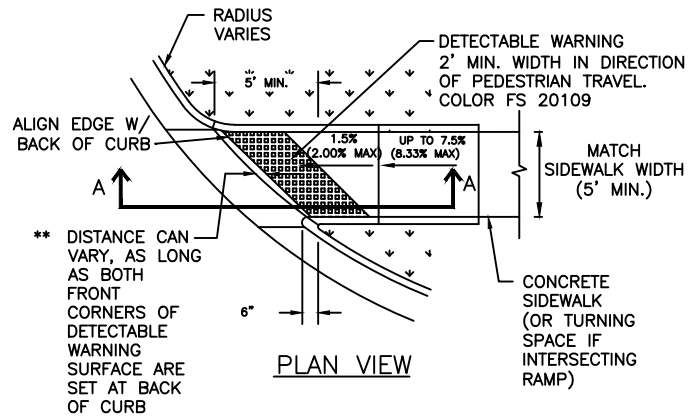 RADIUS
VARIES
5' MIN.
DETECTABLE WARNING
2' MIN. WIDTH IN DIRECTION
OF PEDESTRIAN TRAVEL.
COLOR FS 20109
ALIGN EDGE W/
BACK OF CURB
1.5%
(2.00% MAX)
UP TO 7.5%
(8.33% MAX)
MATCH
SIDEWALK WIDTH
(5' MIN.)
A
A
** DISTANCE CAN
VARY, AS LONG
AS BOTH
FRONT
CORNERS OF
DETECTABLE
WARNING
SURFACE ARE
SET AT BACK
OF CURB
6"
CONCRETE
SIDEWALK
(OR TURNING
SPACE IF
INTERSECTING
RAMP)
PLAN VIEW